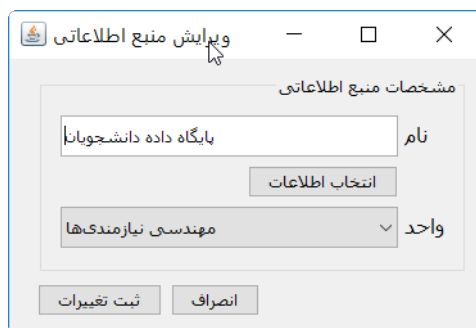 ویرایش منبع اطلاعاتی
مشخصات منبع اطلاعاتی
نام
پایگاه داده دانشجویان
انتخاب اطلاعات
واحد
مهندسی نیازمندی‌ها
انصراف
ثبت تغییرات